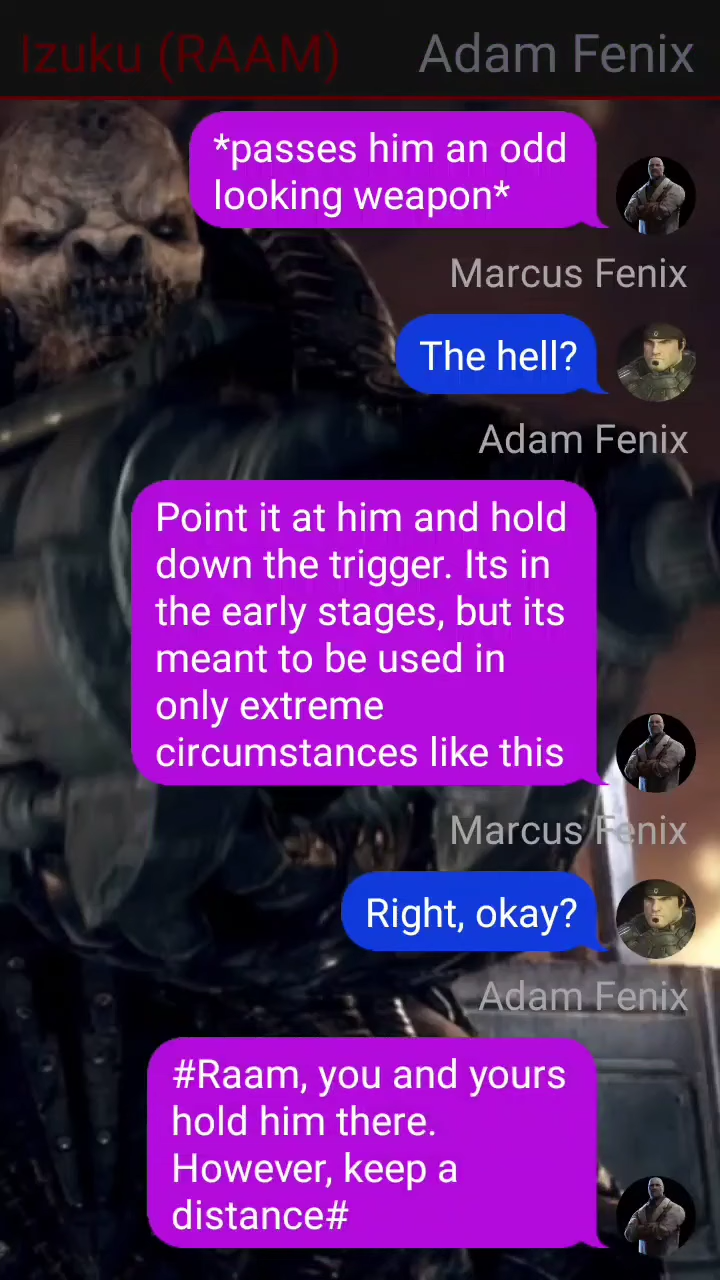 Izuku (RAAM) Adam Fenix
*passes him an odd
looking weapon*
Marcus Fenix
The hell?
Adam Fenix
Point it at him and hold
down the trigger. Its in
the early stages, but its
meant to be used in
only extreme
circumstances like this
Marcus Fenix
Right, okay?
Adam Fenix
#Raam, you and yours
hold him there.
However, keep a
distance#